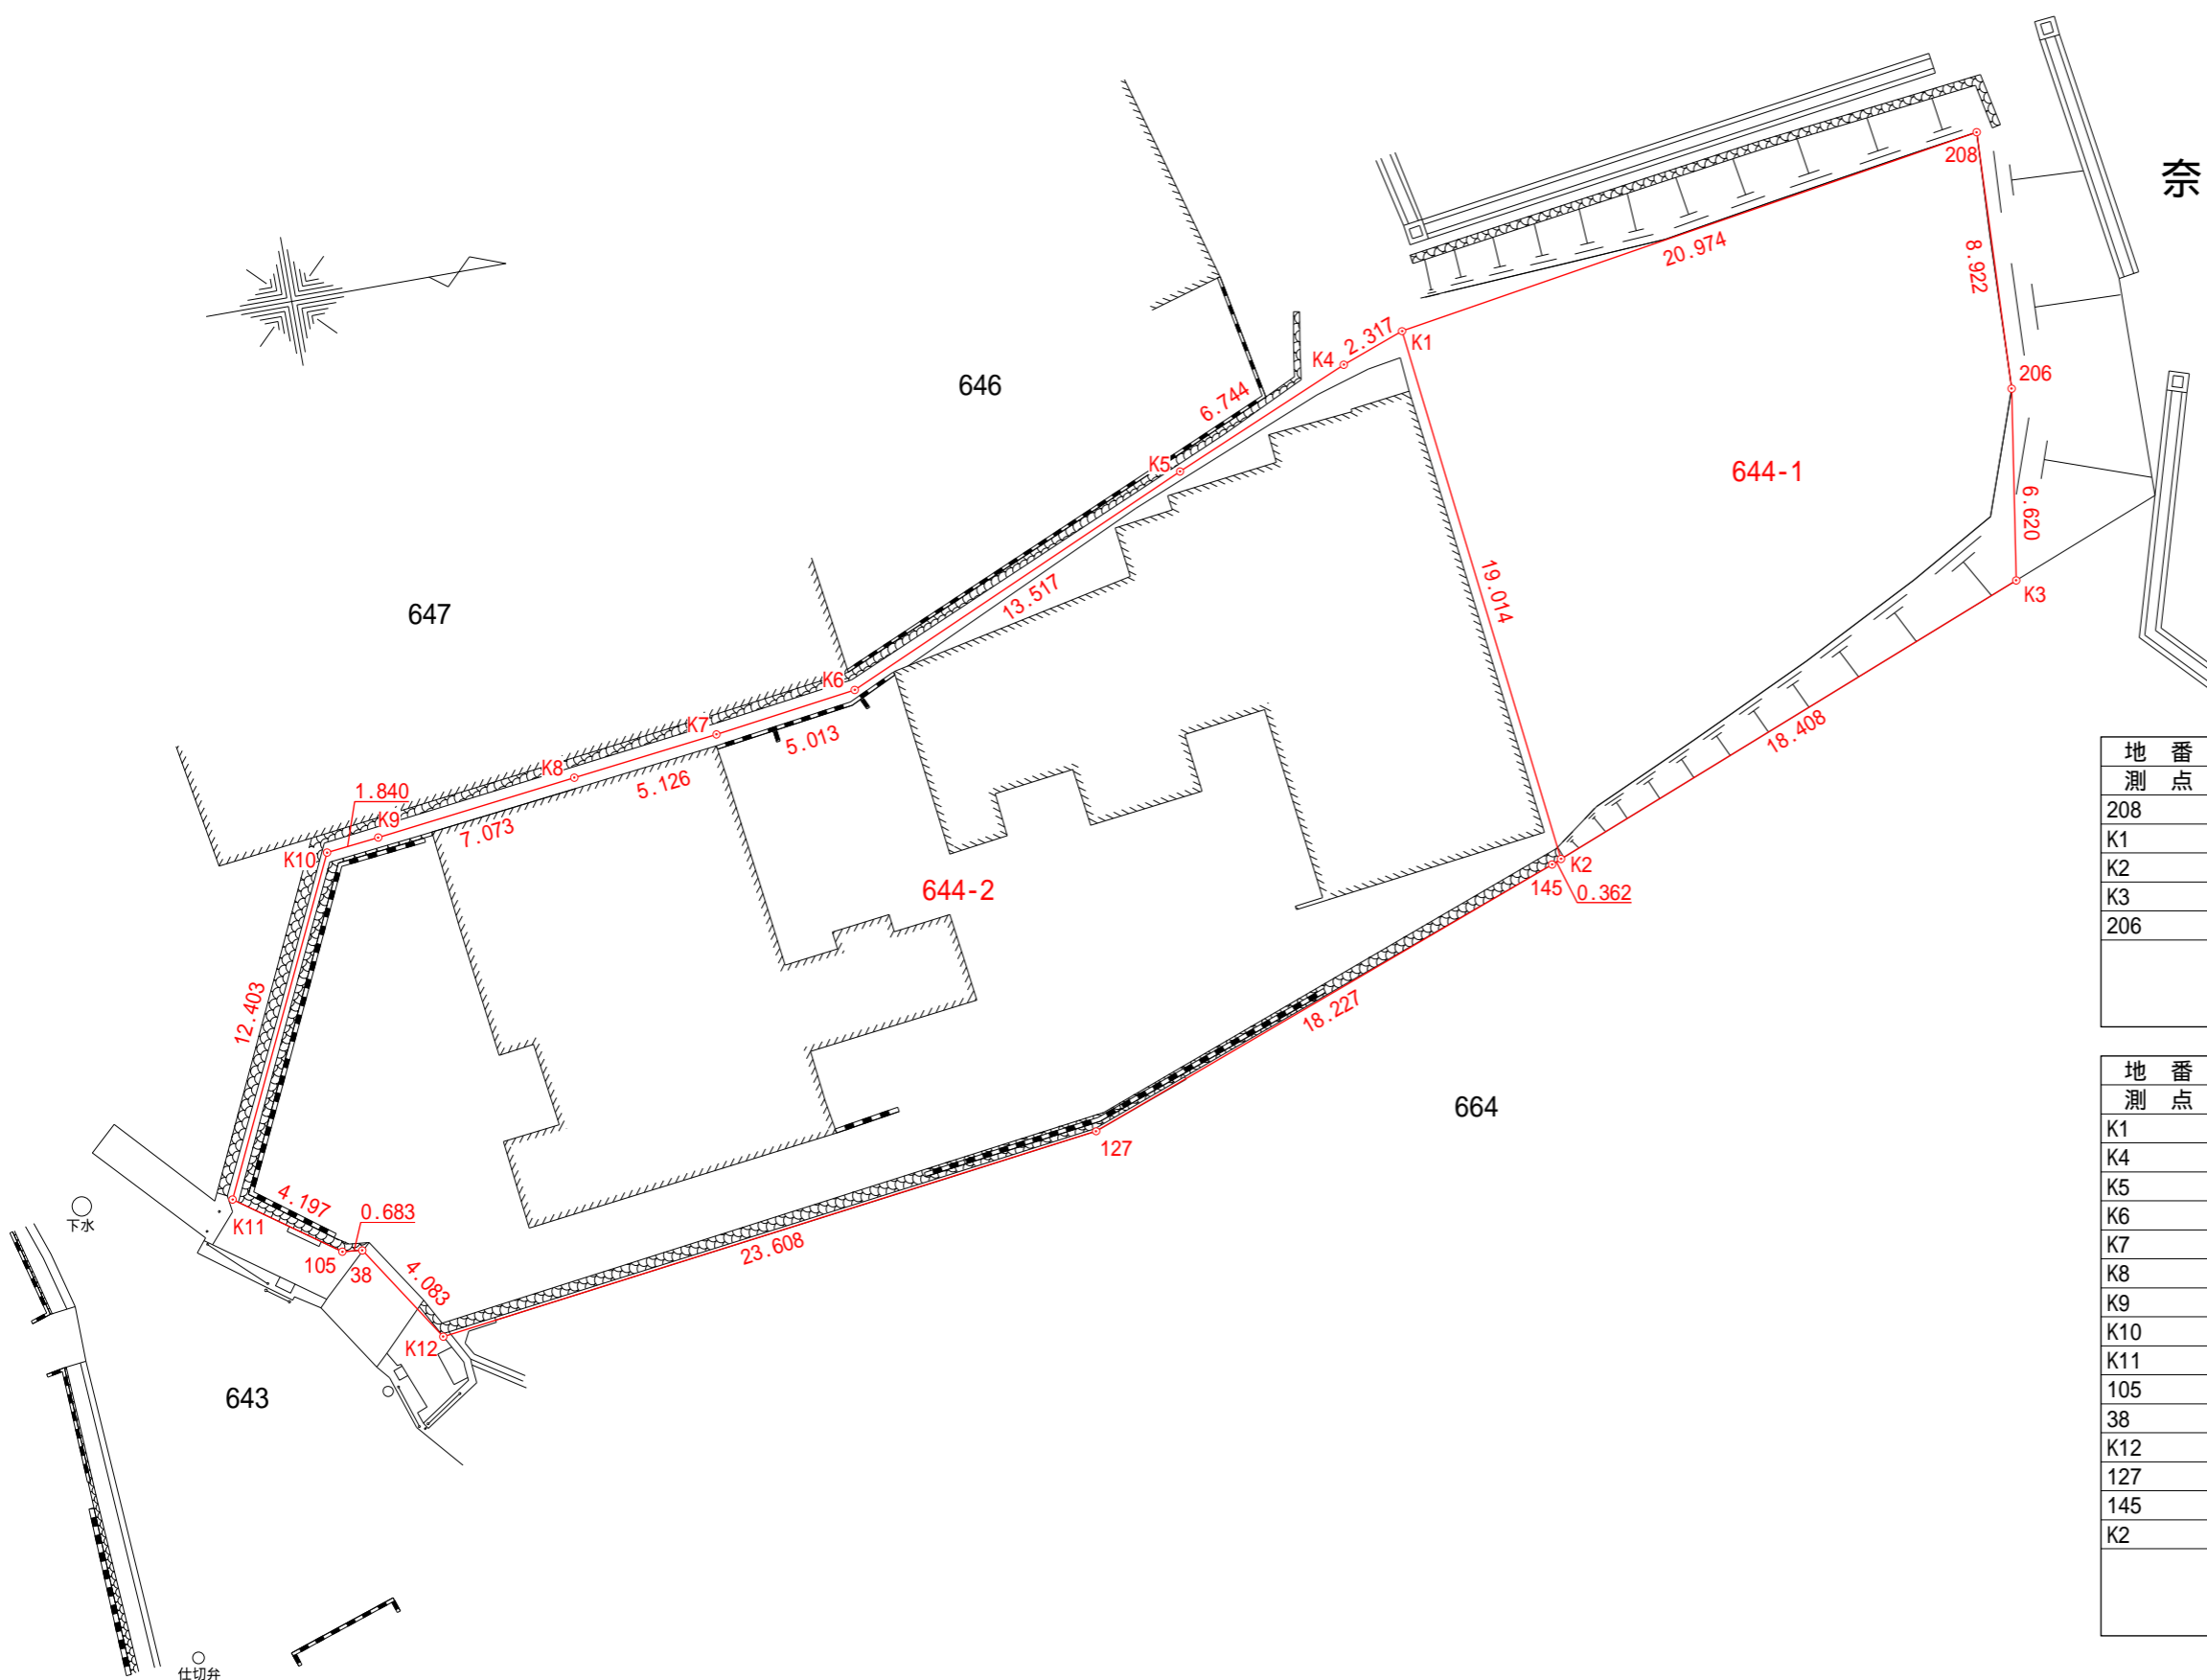 奈
208
8.922
20.974
206
2.317
K1
K4
646
6.744
K5
644-1
6.620
K3
19.014
13.517
647
K6
K7
5.013
18.408
K8
5.126
1.840
K9
7.073
K10
644-2
K2
145
0.362
12.403
18.227
664
127
4.197
0.683
K11
下水
105
38
4.083
23.608
K12
643
仕切弁
地 番
測 点
208
K1
K2
K3
206
地 番
測 点
K1
K4
K5
K6
K7
K8
K9
K10
K11
105
38
K12
127
145
K2